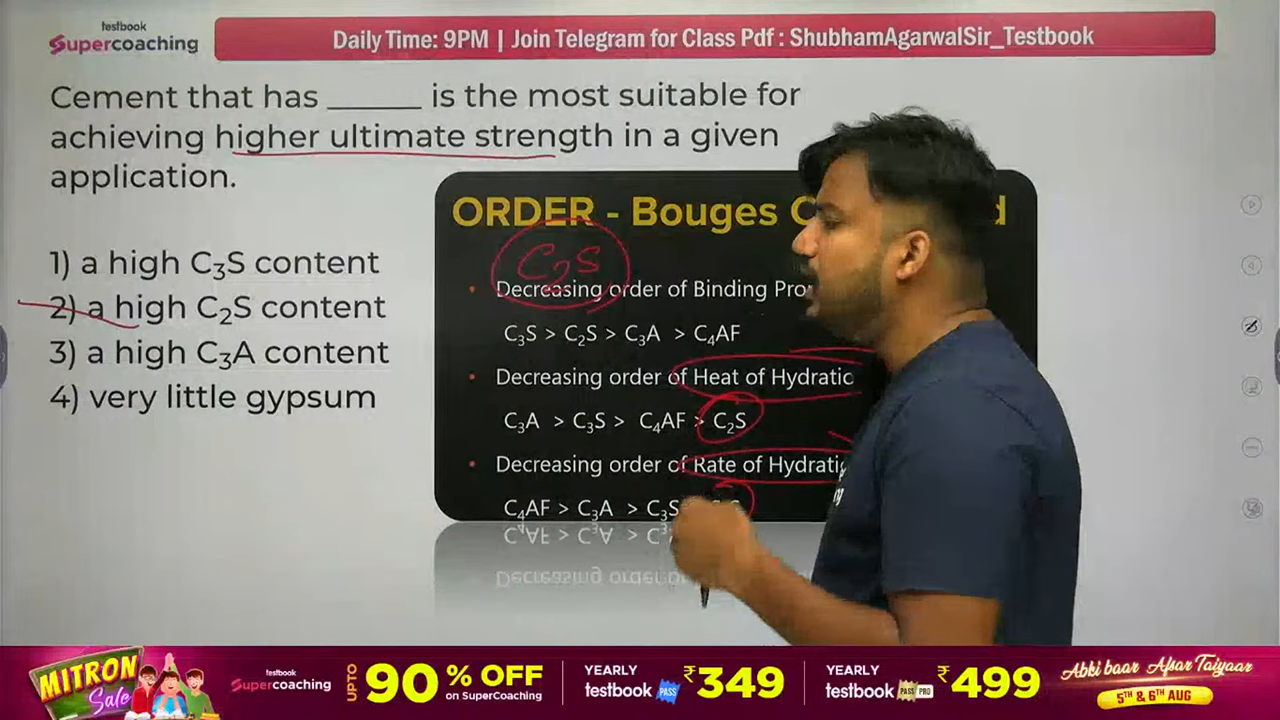 testbook
Supercoaching
Daily Time: 9PM | Join Telegram for Class Pdf : ShubhamAgarwalSir_Testbook
Cement that has ______ is the most suitable for
achieving higher ultimate strength in a given
application.
1) a high C₃S content
2) a high C₂S content
3) a high C₃A content
4) very little gypsum
ORDER - Bouges C
C₂S
• Decreasing order of Binding Pro
C₃S > C₂S > C₃A > C₄AF
• Decreasing order of Heat of Hydratic
C₃A > C₃S > C₄AF > C₂S
• Decreasing order of Rate of Hydrati
C₄AF > C₃A > C₃S
MITRON
Sale
testbook
Supercoaching
UPTO 90% OFF
on SuperCoaching
YEARLY
testbook PASS
₹349
YEARLY
testbook PASS PRO
₹499
Abki baar Afsar Taiyaar
5TH & 6TH AUG